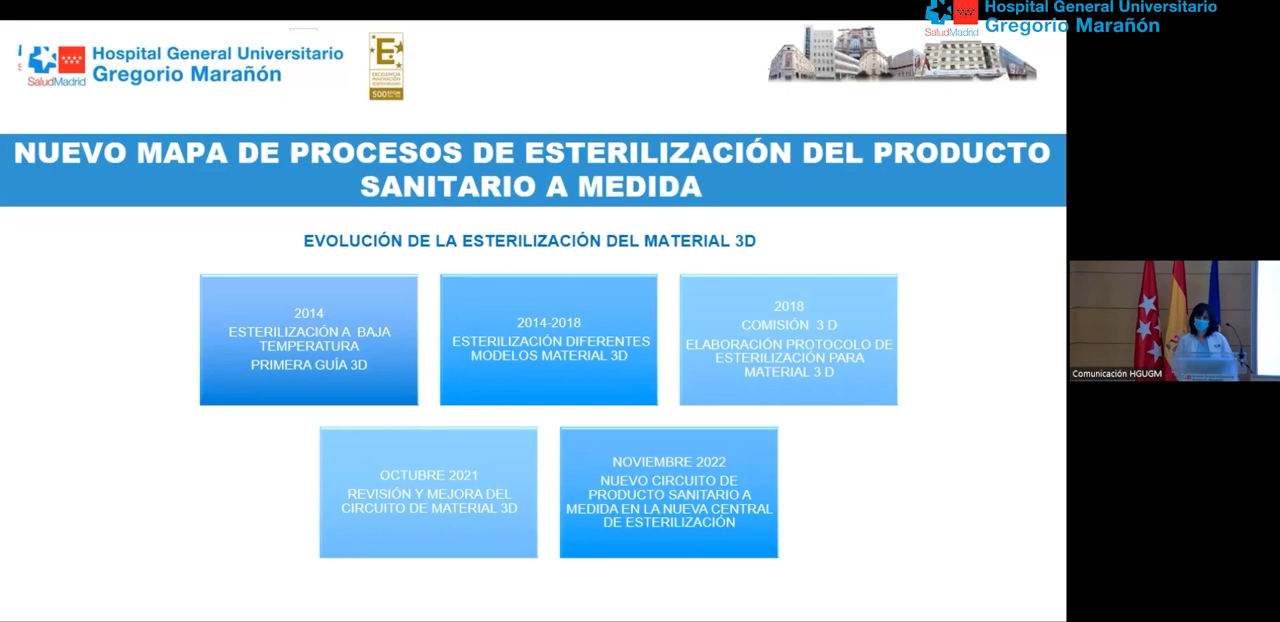 Hospital General Universitario
Gregorio Marañón
SaludMadrid
Hospital General Universitario
Gregorio Marañón
SaludMadrid
EXCELENCIA
500
NUEVO MAPA DE PROCESOS DE ESTERILIZACIÓN DEL PRODUCTO
SANITARIO A MEDIDA
EVOLUCIÓN DE LA ESTERILIZACIÓN DEL MATERIAL 3D
2014
ESTERILIZACIÓN A BAJA
TEMPERATURA
PRIMERA GUÍA 3D
2014-2018
ESTERILIZACIÓN DIFERENTES
MODELOS MATERIAL 3D
2018
COMISIÓN 3 D
ELABORACIÓN PROTOCOLO DE
ESTERILIZACIÓN PARA
MATERIAL 3 D
OCTUBRE 2021
REVISIÓN Y MEJORA DEL
CIRCUITO DE MATERIAL 3D
NOVIEMBRE 2022
NUEVO CIRCUITO DE
PRODUCTO SANITARIO A
MEDIDA EN LA NUEVA CENTRAL
DE ESTERILIZACIÓN
Comunicación HGUGM